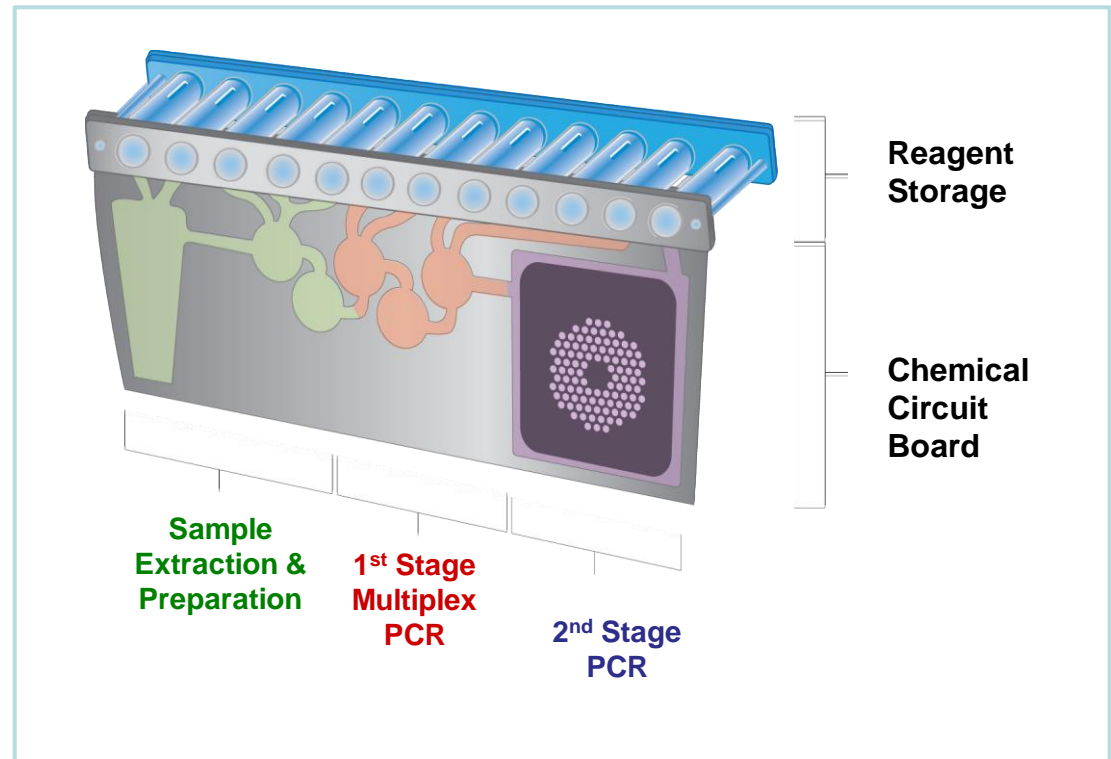 Reagent
Storage
Chemical
Circuit
Board
Sample
Extraction &
Preparation
1st Stage
Multiplex
PCR
2nd Stage
PCR